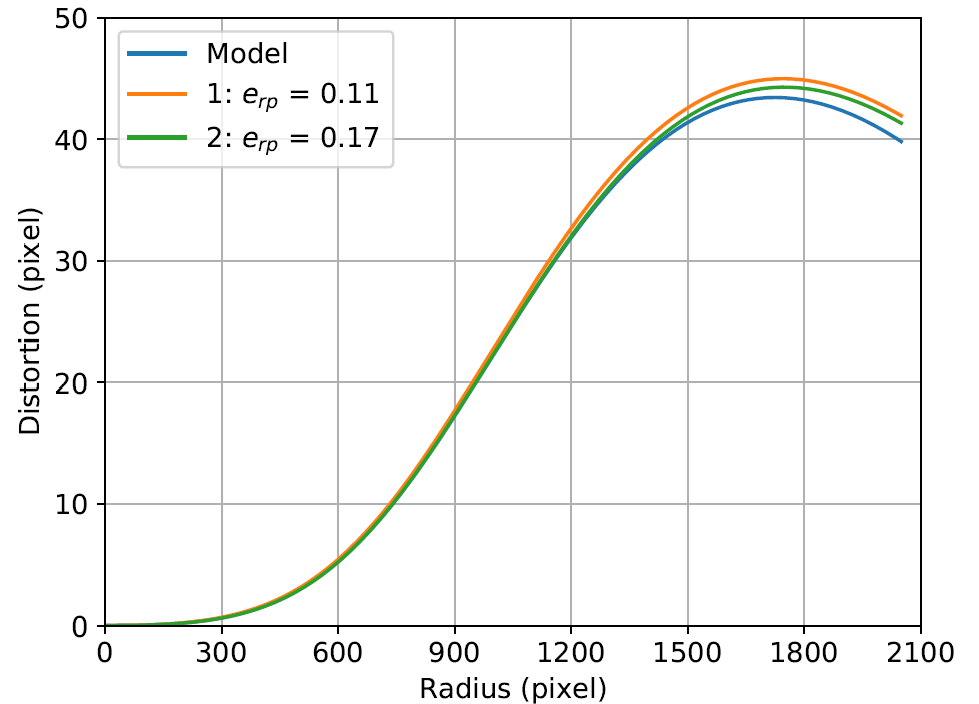 50
40
30
20
10
0
Distortion (pixel)
Model
1: e_rp = 0.11
2: e_rp = 0.17
0 300 600 900 1200 1500 1800 2100
Radius (pixel)